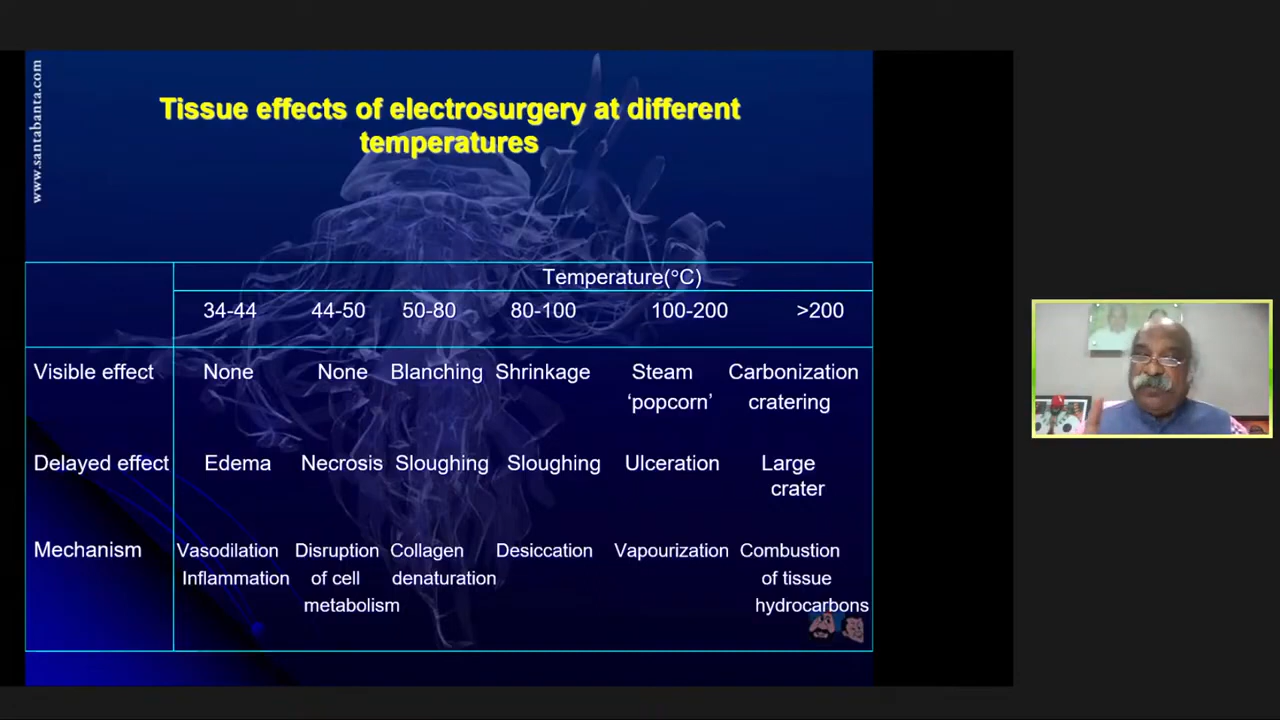 www.santabanta.com
Tissue effects of electrosurgery at different
temperatures
Temperature(°C)
34-44 44-50 50-80 80-100 100-200 >200
Visible effect None None Blanching Shrinkage Steam Carbonization
‘popcorn’ cratering
Delayed effect Edema Necrosis Sloughing Sloughing Ulceration Large
crater
Mechanism Vasodilation Disruption Collagen Desiccation Vapourization Combustion
Inflammation of cell denaturation of tissue
metabolism hydrocarbons